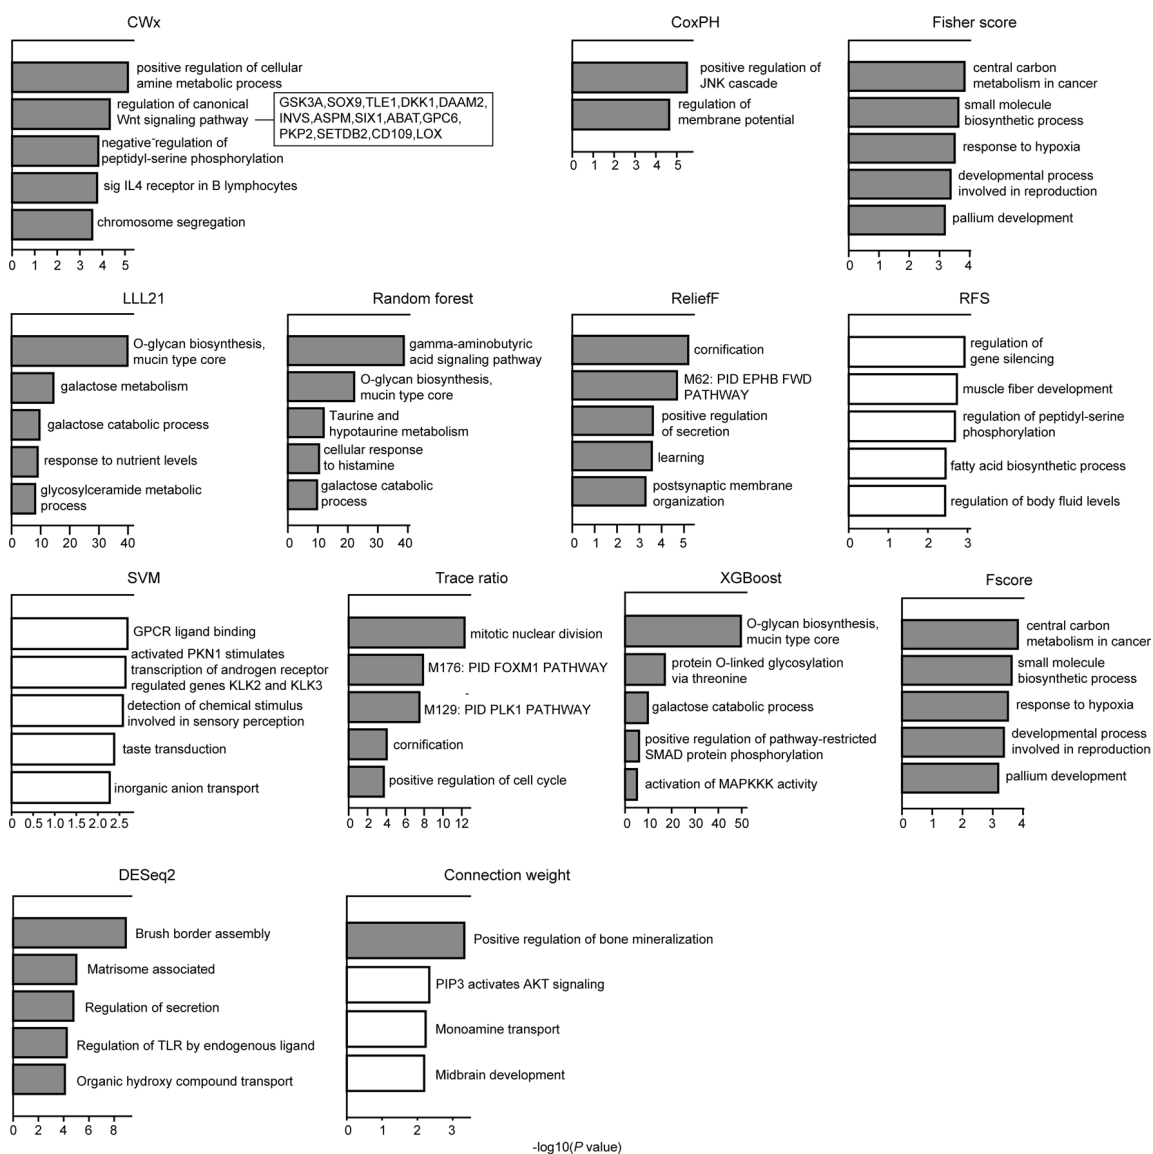 CWx
positive regulation of cellular
amine metabolic process
regulation of canonical
Wnt signaling pathway
GSK3A,SOX9,TLE1,DKK1,DAAM2,
INVS,ASPM,SIX1,ABAT,GPC6,
PKP2,SETDB2,CD109,LOX
negative regulation of
peptidyl-serine phosphorylation
sig IL4 receptor in B lymphocytes
chromosome segregation
0 1 2 3 4 5
CoxPH
positive regulation of
JNK cascade
regulation of
membrane potential
0 1 2 3 4 5
Fisher score
central carbon
metabolism in cancer
small molecule
biosynthetic process
response to hypoxia
developmental process
involved in reproduction
pallium development
0 1 2 3 4
LLL21
O-glycan biosynthesis,
mucin type core
galactose metabolism
galactose catabolic process
response to nutrient levels
glycosylceramide metabolic
process
0 10 20 30 40
Random forest
gamma-aminobutyric
acid signaling pathway
O-glycan biosynthesis,
mucin type core
Taurine and
hypotaurine metabolism
cellular response
to histamine
galactose catabolic
process
0 10 20 30 40
ReliefF
cornification
M62: PID EPHB FWD
PATHWAY
positive regulation
of secretion
learning
postsynaptic membrane
organization
0 1 2 3 4 5
RFS
regulation of
gene silencing
muscle fiber development
regulation of peptidyl-serine
phosphorylation
fatty acid biosynthetic process
regulation of body fluid levels
0 1 2 3
SVM
GPCR ligand binding
activated PKN1 stimulates
transcription of androgen receptor
regulated genes KLK2 and KLK3
detection of chemical stimulus
involved in sensory perception
taste transduction
inorganic anion transport
0 0.5 1.0 1.5 2.0 2.5
Trace ratio
mitotic nuclear division
M176: PID FOXM1 PATHWAY
M129: PID PLK1 PATHWAY
cornification
positive regulation of cell cycle
0 2 4 6 8 10 12
XGBoost
O-glycan biosynthesis,
mucin type core
protein O-linked glycosylation
via threonine
galactose catabolic process
positive regulation of pathway-restricted
SMAD protein phosphorylation
activation of MAPKKK activity
0 10 20 30 40 50
Fscore
central carbon
metabolism in cancer
small molecule
biosynthetic process
response to hypoxia
developmental process
involved in reproduction
pallium development
0 1 2 3 4
DESeq2
Brush border assembly
Matrisome associated
Regulation of secretion
Regulation of TLR by endogenous ligand
Organic hydroxy compound transport
0 2 4 6 8
Connection weight
Positive regulation of bone mineralization
PIP3 activates AKT signaling
Monoamine transport
Midbrain development
0 1 2 3
-log10(P value)